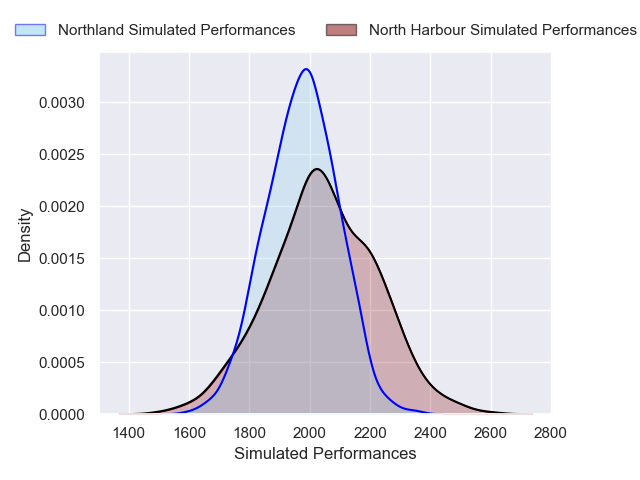 Northland Simulated Performances North Harbour Simulated Performances
0.0030
0.0025
0.0020
0.0015
0.0010
0.0005
0.0000
Density
1400 1600 1800 2000 2200 2400 2600 2800
Simulated Performances